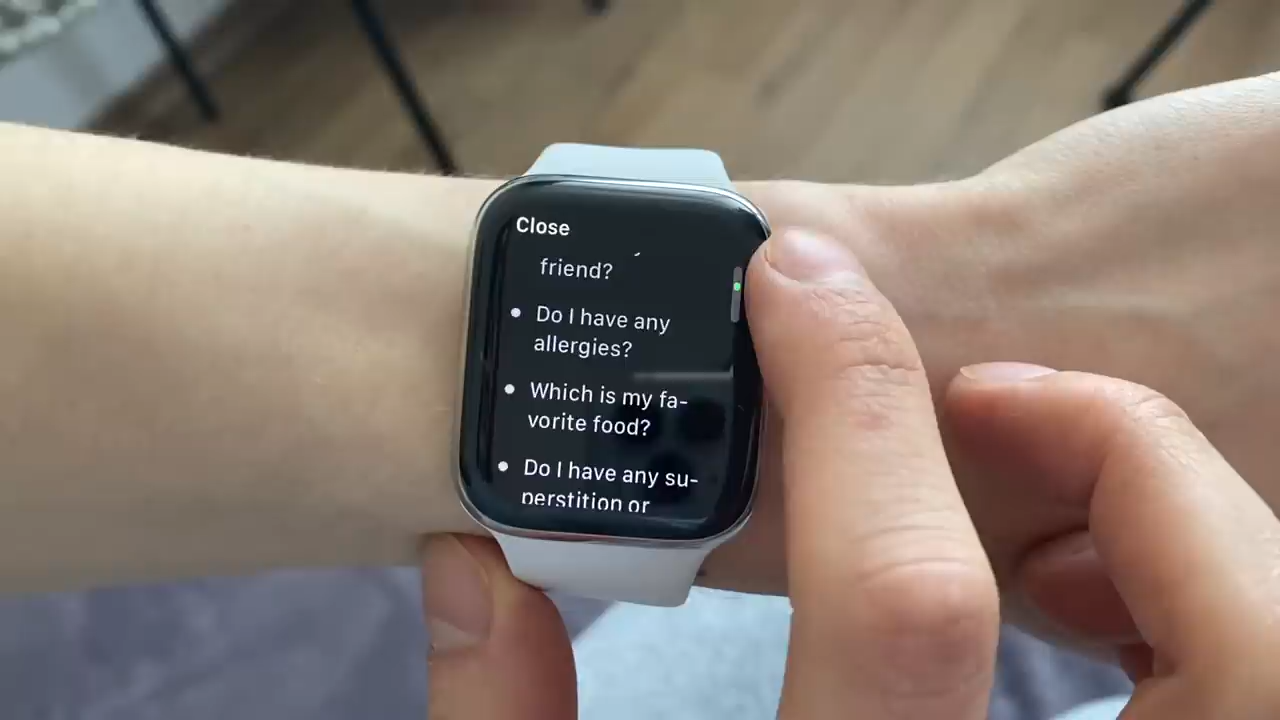 Close
friend?
Do I have any
allergies?
Which is my fa-
vorite food?
Do I have any su-
perstition or